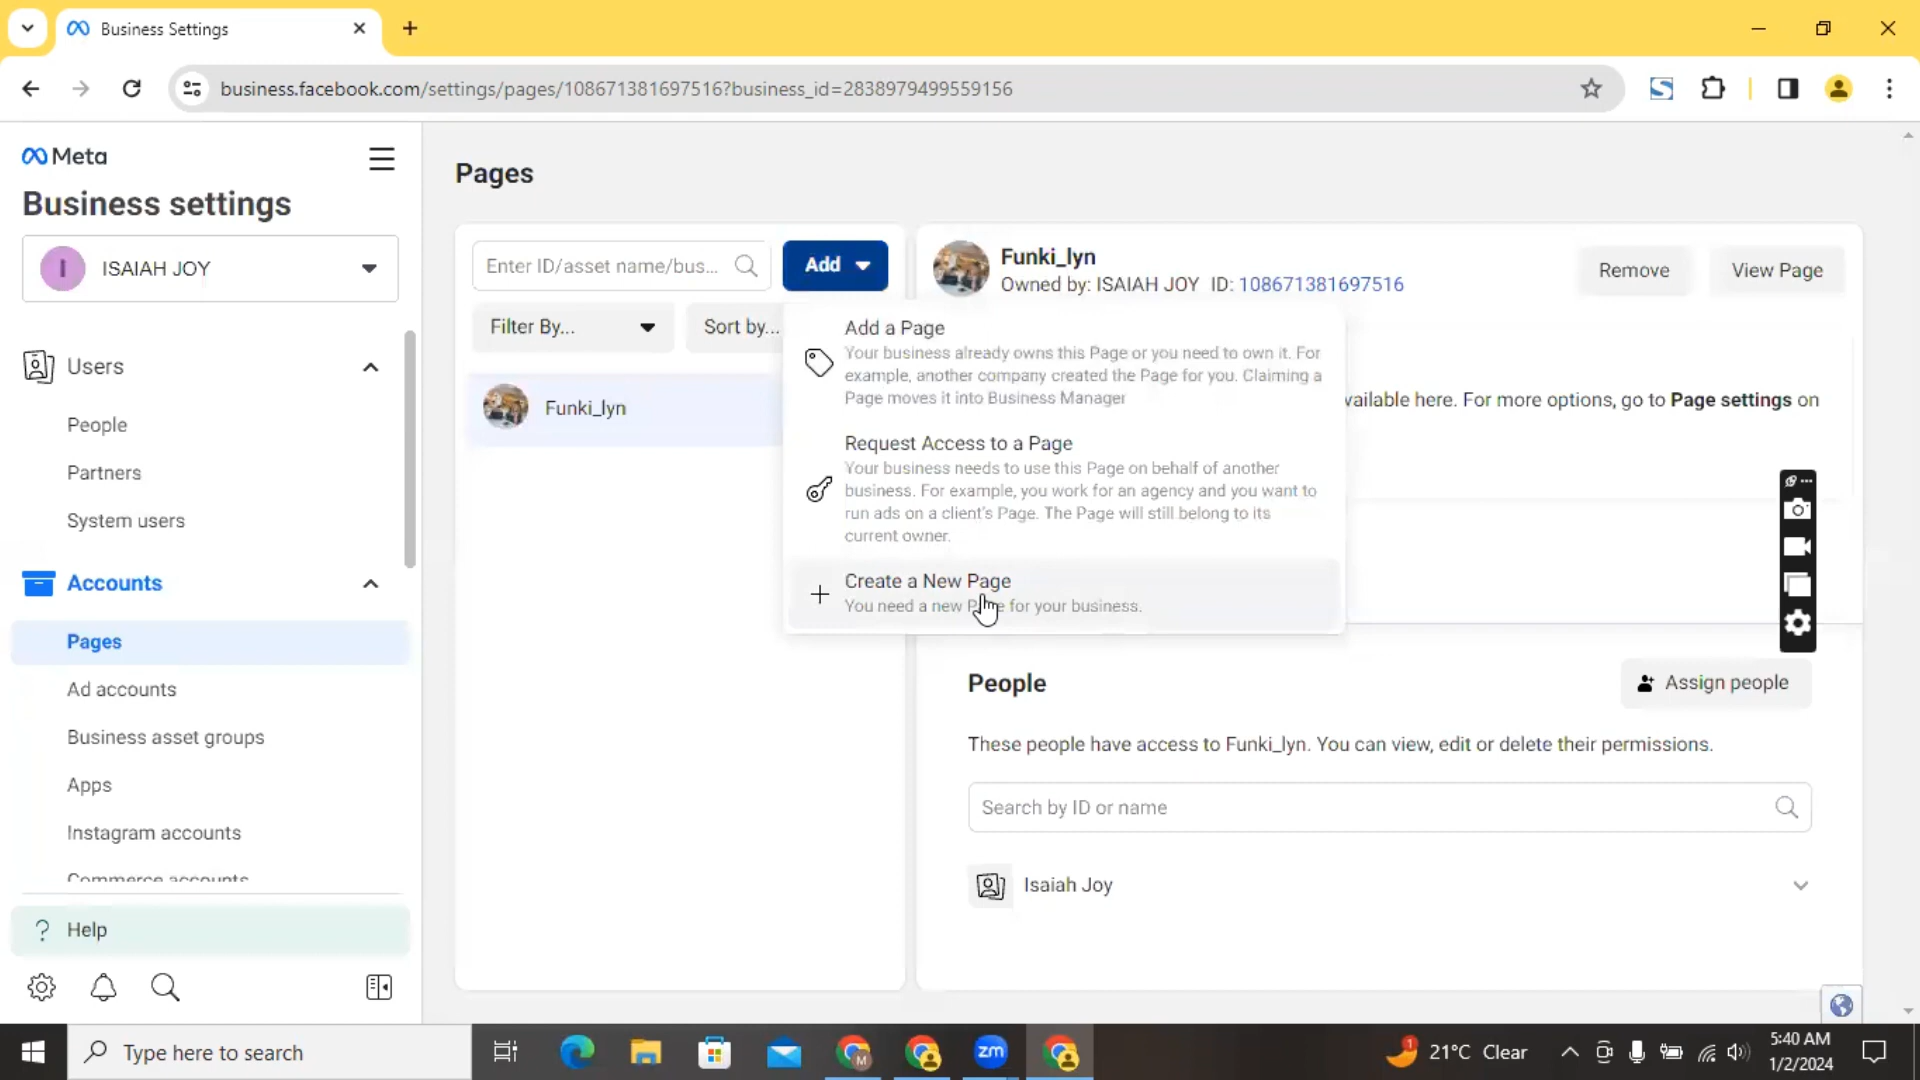 Business Settings
business.facebook.com/settings/pages/108671381697516?business_id=2838979499559156
Meta
Business settings
I ISAIAH JOY
Users
People
Partners
System users
Accounts
Pages
Ad accounts
Business asset groups
Apps
Instagram accounts
Commerce accounts
? Help
Pages
Enter ID/asset name/bus...
Add
Filter By...
Sort by...
Funki_lyn
Add a Page
Your business already owns this Page or you need to own it. For
example, another company created the Page for you. Claiming a
Page moves it into Business Manager
Request Access to a Page
Your business needs to use this Page on behalf of another
business. For example, you work for an agency and you want to
run ads on a client's Page. The Page will still belong to its
current owner.
Create a New Page
You need a new Page for your business.
Funki_lyn
Owned by: ISAIAH JOY ID: 108671381697516
Remove
View Page
vailable here. For more options, go to Page settings on
People
Assign people
These people have access to Funki_lyn. You can view, edit or delete their permissions.
Search by ID or name
Isaiah Joy
Type here to search
M
zm
21°C Clear
5:40 AM
1/2/2024